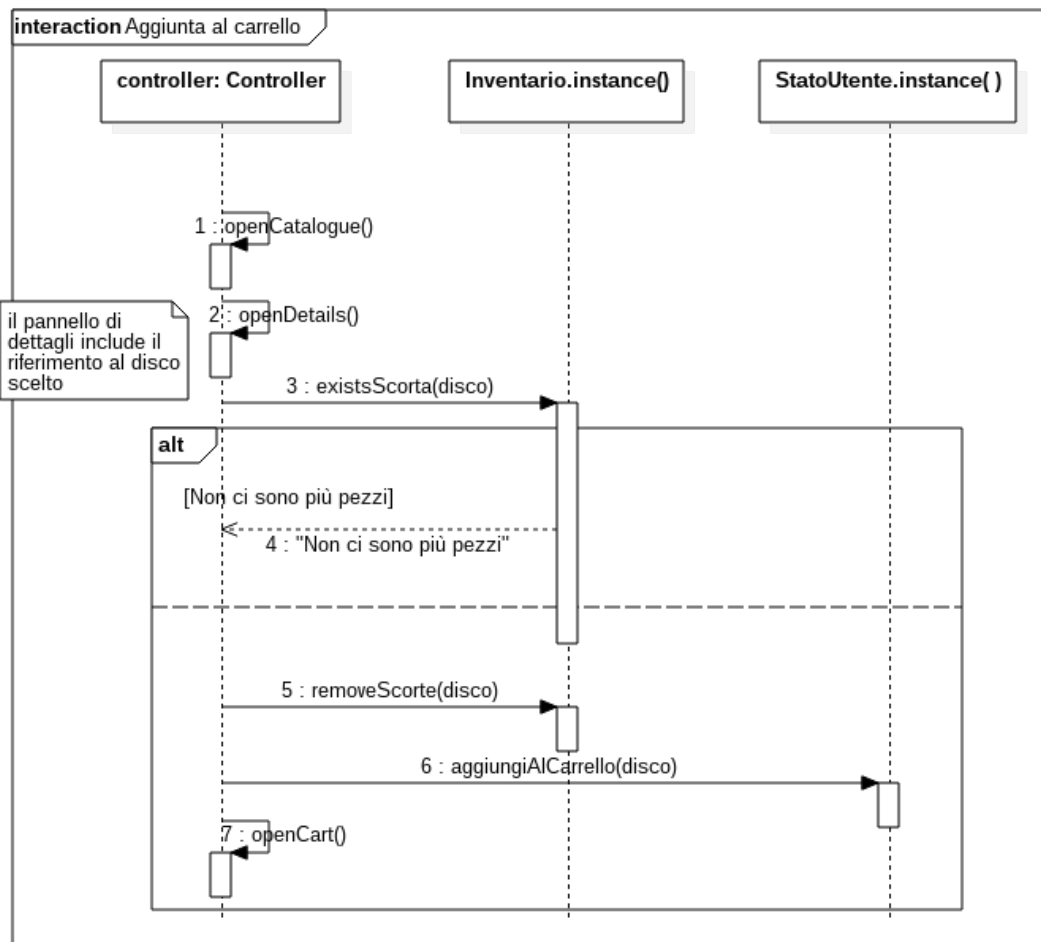 interaction Aggiunta al carrello
controller: Controller
Inventario.instance()
StatoUtente.instance( )
1 : openCatalogue()
2 : openDetails()
il pannello di
dettagli include il
riferimento al disco
scelto
3 : existsScorta(disco)
alt
[Non ci sono più pezzi]
4 : "Non ci sono più pezzi"
5 : removeScorte(disco)
6 : aggiungiAlCarrello(disco)
7 : openCart()